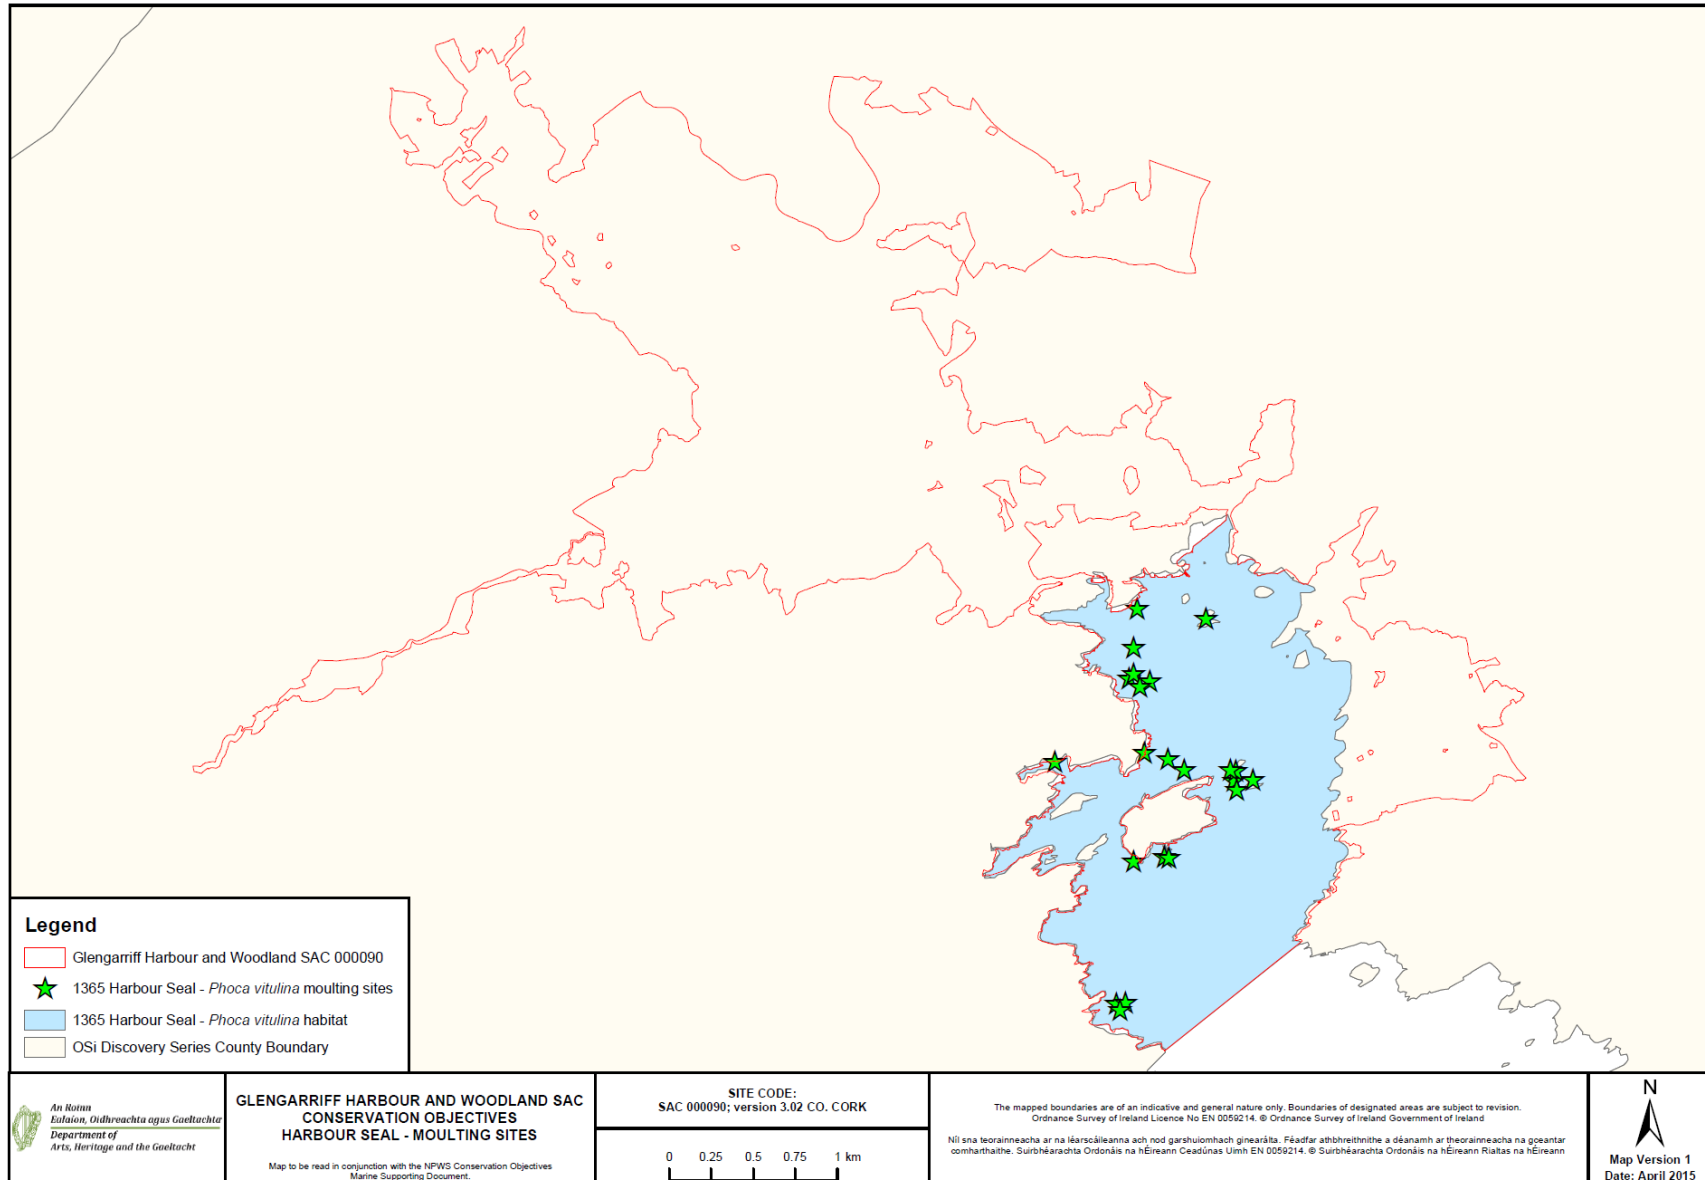 Legend
Glengarriff Harbour and Woodland SAC 000090
1365 Harbour Seal - Phoca vitulina moulting sites
1365 Harbour Seal - Phoca vitulina habitat
OSi Discovery Series County Boundary
An Roinn
Ealaíon, Oidhreachta agus Gaeltachta
Department of
Arts, Heritage and the Gaeltacht
GLENGARRIFF HARBOUR AND WOODLAND SAC
CONSERVATION OBJECTIVES
HARBOUR SEAL - MOULTING SITES
Map to be read in conjunction with the NPWS Conservation Objectives
Marine Supporting Document.
SITE CODE:
SAC 000090; version 3.02 CO. CORK
0 0.25 0.5 0.75 1 km
The mapped boundaries are of an indicative and general nature only. Boundaries of designated areas are subject to revision.
Ordnance Survey of Ireland Licence No EN 0059214. © Ordnance Survey of Ireland Government of Ireland
Níl sna teorainneacha ar na léarscáileanna ach nod garshuiomhach ginearálta. Féadfar athbhreithnithe a déanamh ar theorainneacha na gceantar
comharthaithe. Suirbhéarachta Ordonáis na hÉireann Ceadúnas Uimh EN 0059214. © Suirbhéarachta Ordonáis na hÉireann Rialtas na hÉireann
N
Map Version 1
Date: April 2015